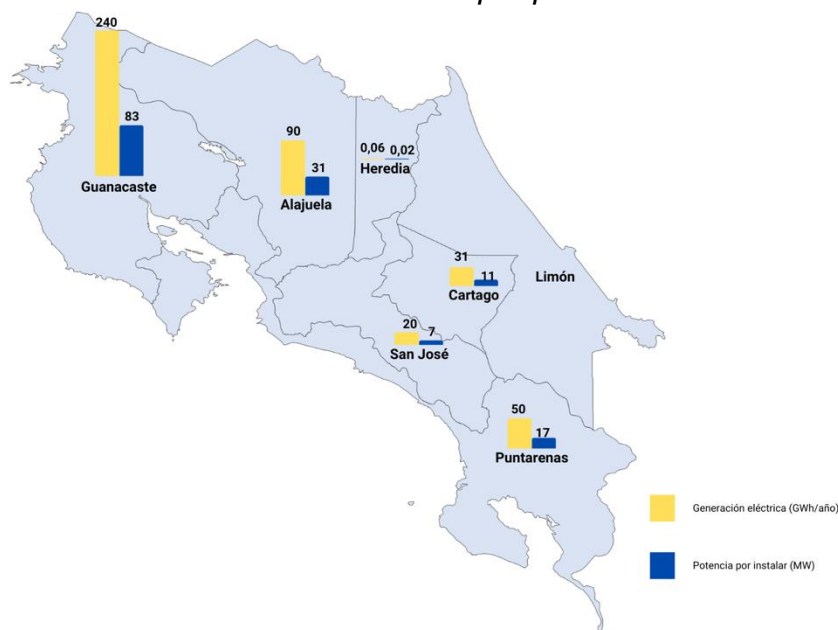 240
83
Guanacaste
90
31
Alajuela
0,06 0,02
Heredia
31
11
Cartago
Limón
20
7
San José
50
17
Puntarenas
Generación eléctrica (GWh/año)
Potencia por instalar (MW)